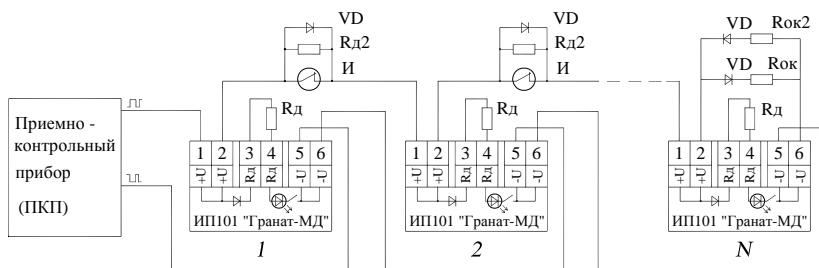 VD
Rд2
И
VD
Rд2
И
VD Rок2
VD Rок
Rд
Rд
Rд
Приемно -
контрольный
прибор
(ПКП)
1 2 3 4 5 6
+U +U Rд Rд -U -U
ИП101 "Гранат-МД"
1
1 2 3 4 5 6
+U +U Rд Rд -U -U
ИП101 "Гранат-МД"
2
1 2 3 4 5 6
+U +U Rд Rд -U -U
ИП101 "Гранат-МД"
N